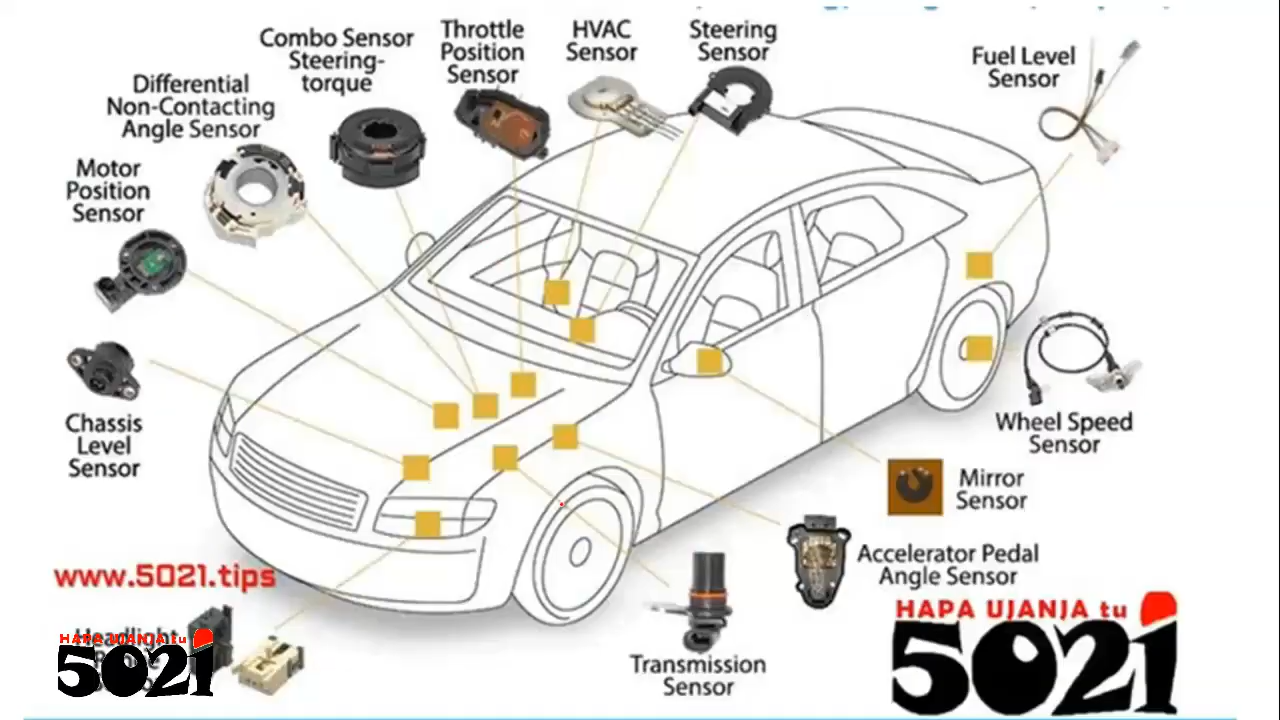 Combo Sensor
Steering-
torque
Throttle
Position
Sensor
HVAC
Sensor
Steering
Sensor
Fuel Level
Sensor
Differential
Non-Contacting
Angle Sensor
Motor
Position
Sensor
Chassis
Level
Sensor
Wheel Speed
Sensor
Mirror
Sensor
Accelerator Pedal
Angle Sensor
Transmission
Sensor
www.5021.tips
Headlight
HAPA UJANJA tu
5021
HAPA UJANJA tu
5021